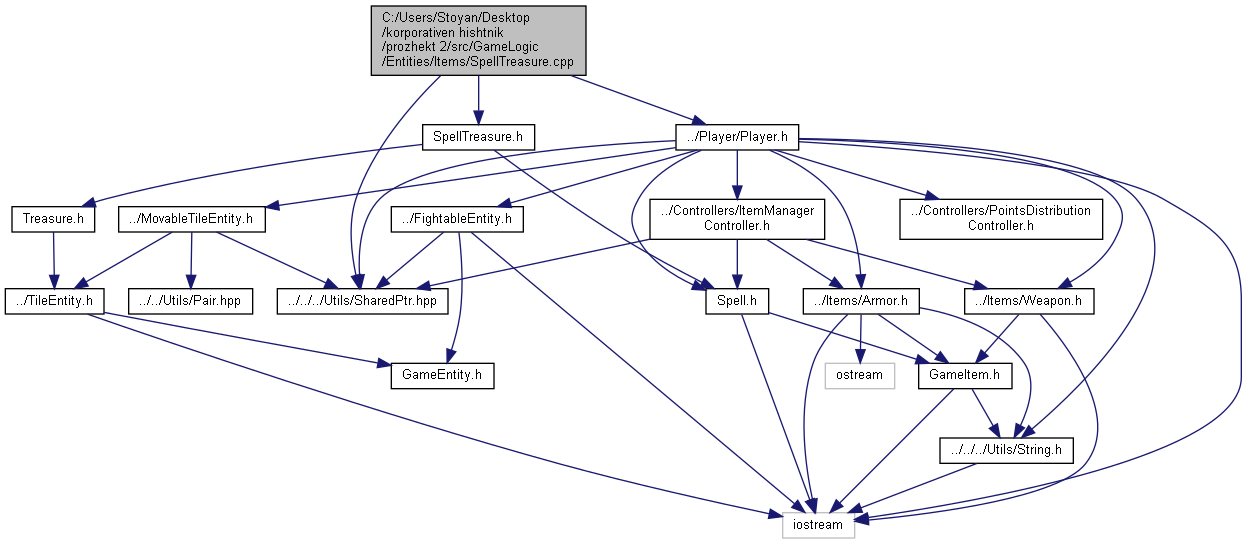 C:/Users/Stoyan/Desktop
/korporativen hishtnik
/prozhekt 2/src/GameLogic
/Entities/Items/SpellTreasure.cpp
SpellTreasure.h
../Player/Player.h
Treasure.h
../MovableTileEntity.h
../FightableEntity.h
../Controllers/ItemManager
Controller.h
../Controllers/PointsDistribution
Controller.h
../TileEntity.h
../../Utils/Pair.hpp
../../../Utils/SharedPtr.hpp
Spell.h
../Items/Armor.h
../Items/Weapon.h
GameEntity.h
ostream
GameItem.h
../../../Utils/String.h
iostream